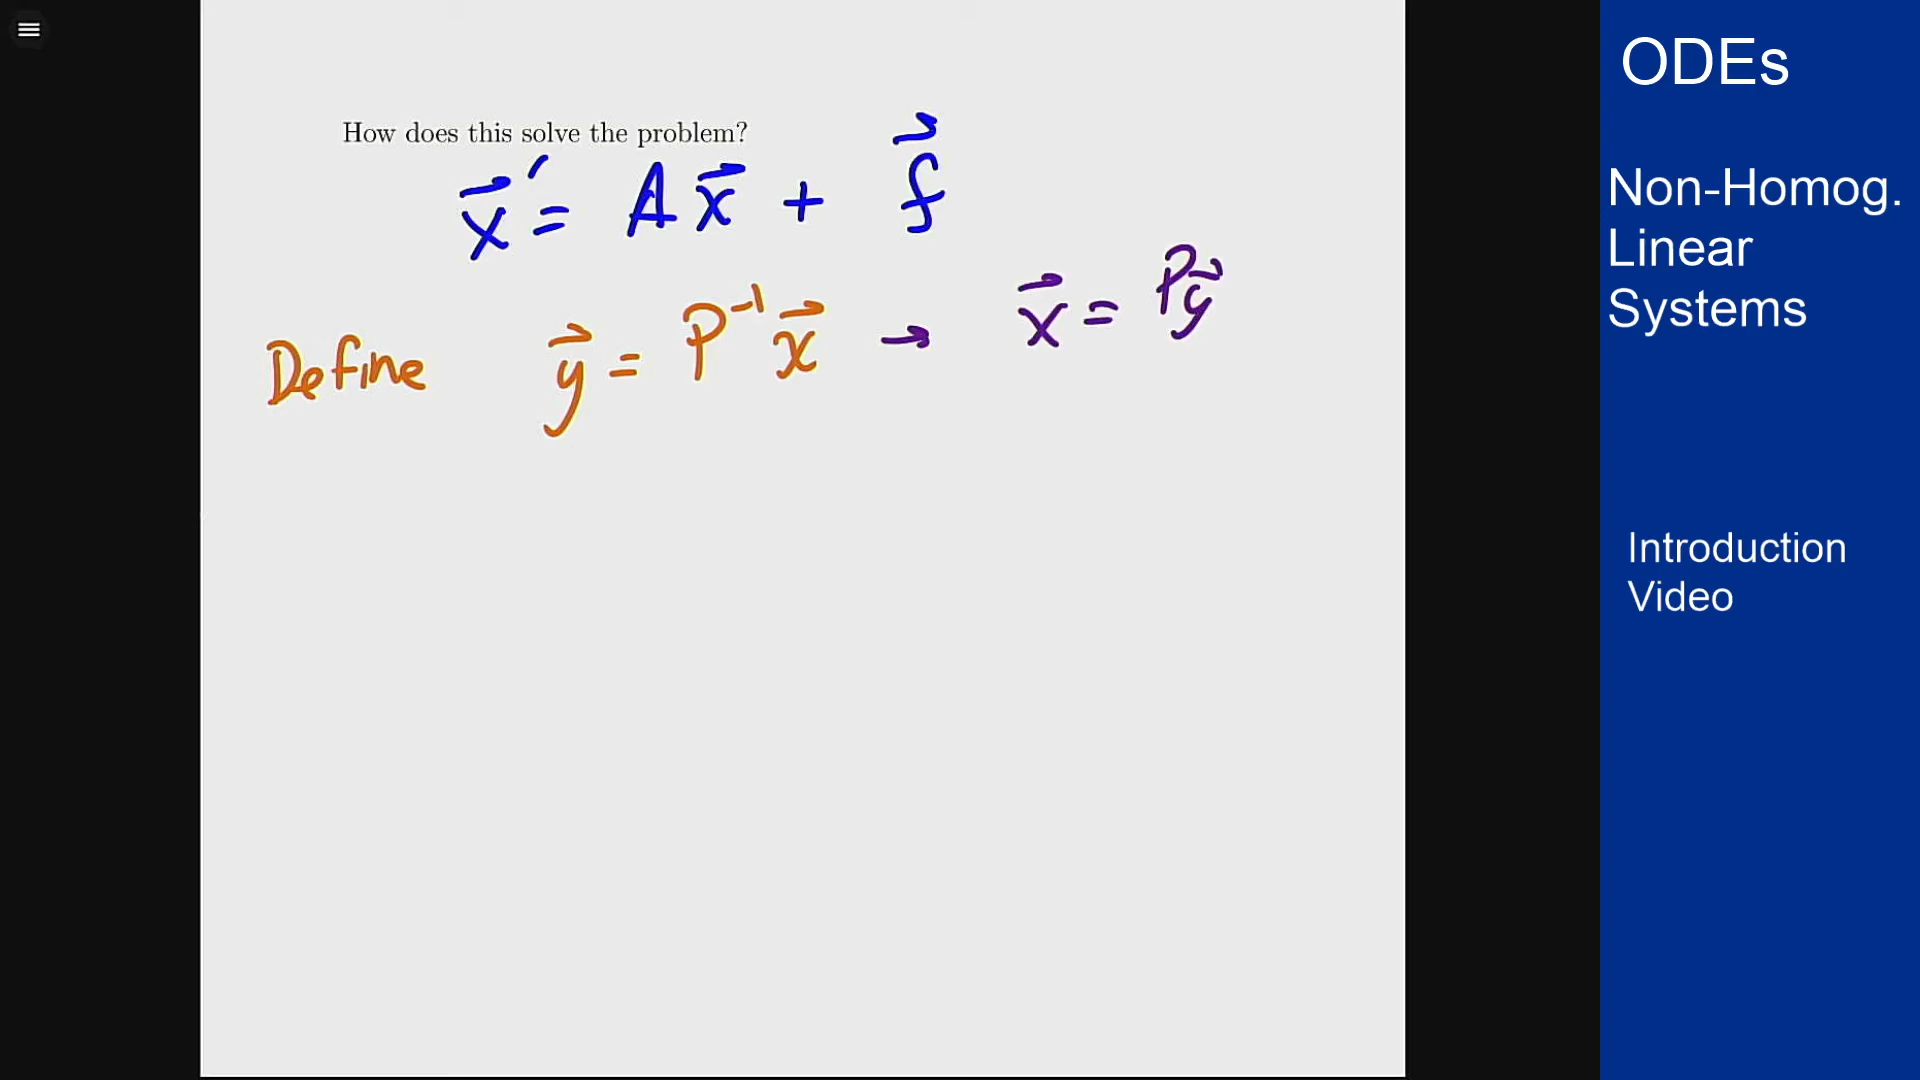 How does this solve the problem?
x⃗′ = Ax⃗ + f⃗
Define y⃗ = P⁻¹x⃗ → x⃗ = Py⃗
ODEs
Non-Homog.
Linear
Systems
Introduction
Video